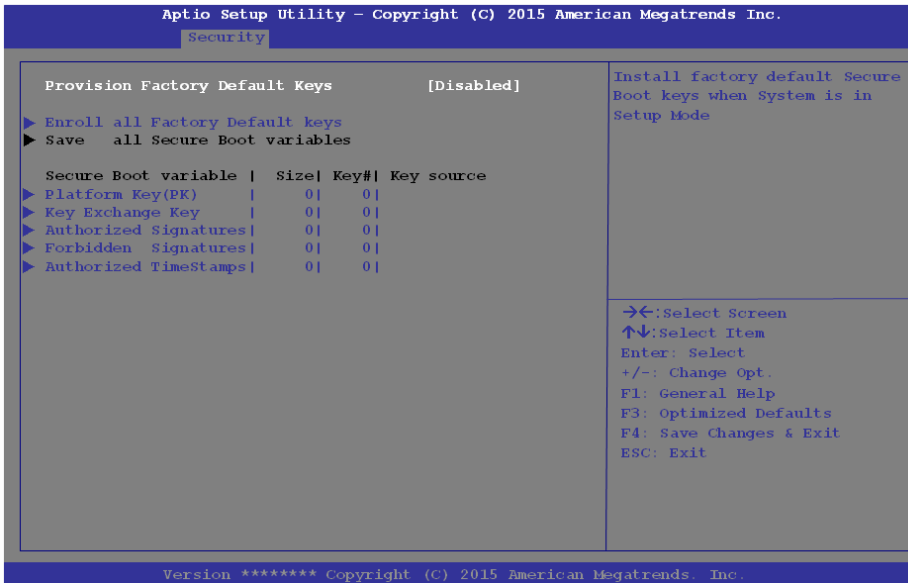 Aptio Setup Utility – Copyright (C) 2015 American Megatrends Inc.
Security
Provision Factory Default Keys [Disabled]
Enroll all Factory Default keys
Save all Secure Boot variables
Secure Boot variable | Size| Key#| Key source
Platform Key(PK) | 0| 0|
Key Exchange Key | 0| 0|
Authorized Signatures| 0| 0|
Forbidden Signatures| 0| 0|
Authorized TimeStamps| 0| 0|
Install factory default Secure
Boot keys when System is in
Setup Mode
→←:Select Screen
↑↓:Select Item
Enter: Select
+/-: Change Opt.
F1: General Help
F3: Optimized Defaults
F4: Save Changes & Exit
ESC: Exit
Version ******** Copyright (C) 2015 American Megatrends. Inc.